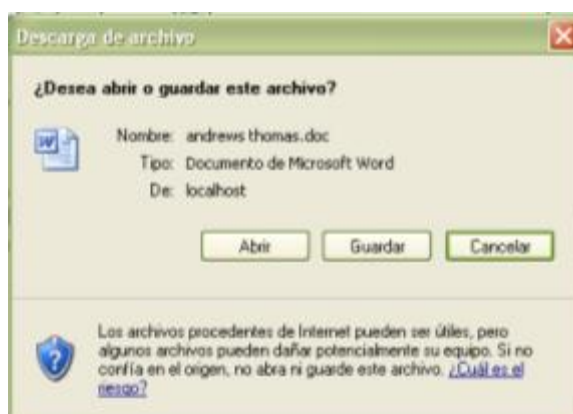 Descarga de archivo
¿Desea abrir o guardar este archivo?
Nombre: andrews thomas.doc
Tipo: Documento de Microsoft Word
De: localhost
Abrir Guardar Cancelar
Los archivos procedentes de Internet pueden ser útiles, pero
algunos archivos pueden dañar potencialmente su equipo. Si no
confía en el origen, no abra ni guarde este archivo. ¿Cuál es el
riesgo?